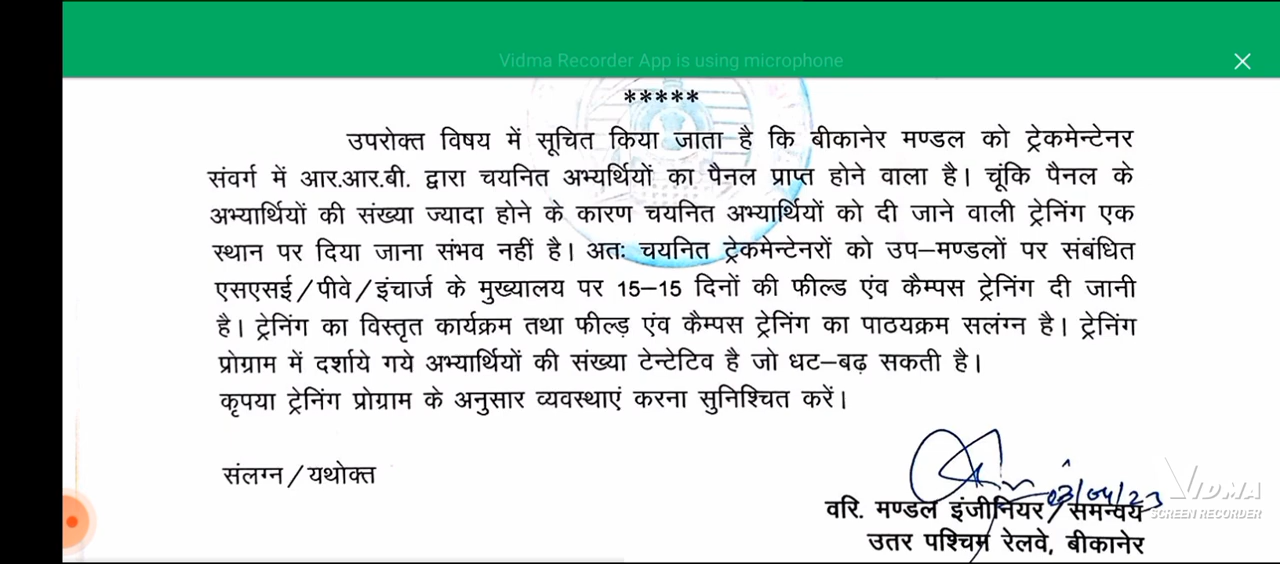 Vidma Recorder App is using microphone
*****
उपरोक्त विषय में सूचित किया जाता है कि बीकानेर मण्डल को ट्रेकमेन्टेनर
संवर्ग में आर.आर.बी. द्वारा चयनित अभ्यर्थियों का पैनल प्राप्त होने वाला है। चूंकि पैनल के
अभ्यार्थियों की संख्या ज्यादा होने के कारण चयनित अभ्यार्थियों को दी जाने वाली ट्रेनिंग एक
स्थान पर दिया जाना संभव नहीं है। अतः चयनित ट्रेकमेन्टेनरों को उप–मण्डलों पर संबंधित
एसएसई/पीवे/इंचार्ज के मुख्यालय पर 15–15 दिनों की फील्ड एंव कैम्पस ट्रेनिंग दी जानी
है। ट्रेनिंग का विस्तृत कार्यक्रम तथा फील्ड़ एंव कैम्पस ट्रेनिंग का पाठयक्रम सलंग्न है। ट्रेनिंग
प्रोग्राम में दर्शाये गये अभ्यार्थियों की संख्या टेन्टेटिव है जो धट–बढ़ सकती है।
कृपया ट्रेनिंग प्रोग्राम के अनुसार व्यवस्थाएं करना सुनिश्चित करें।
संलग्न/यथोक्त
03/04/23
वरि. मण्डल इंजीनियर/समन्वय
उतर पश्चिम रेलवे, बीकानेर
VIDMA
SCREEN RECORDER